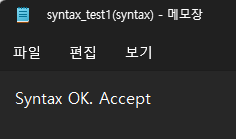 syntax_test1(syntax) - 메모장
파일 편집 보기
Syntax OK. Accept